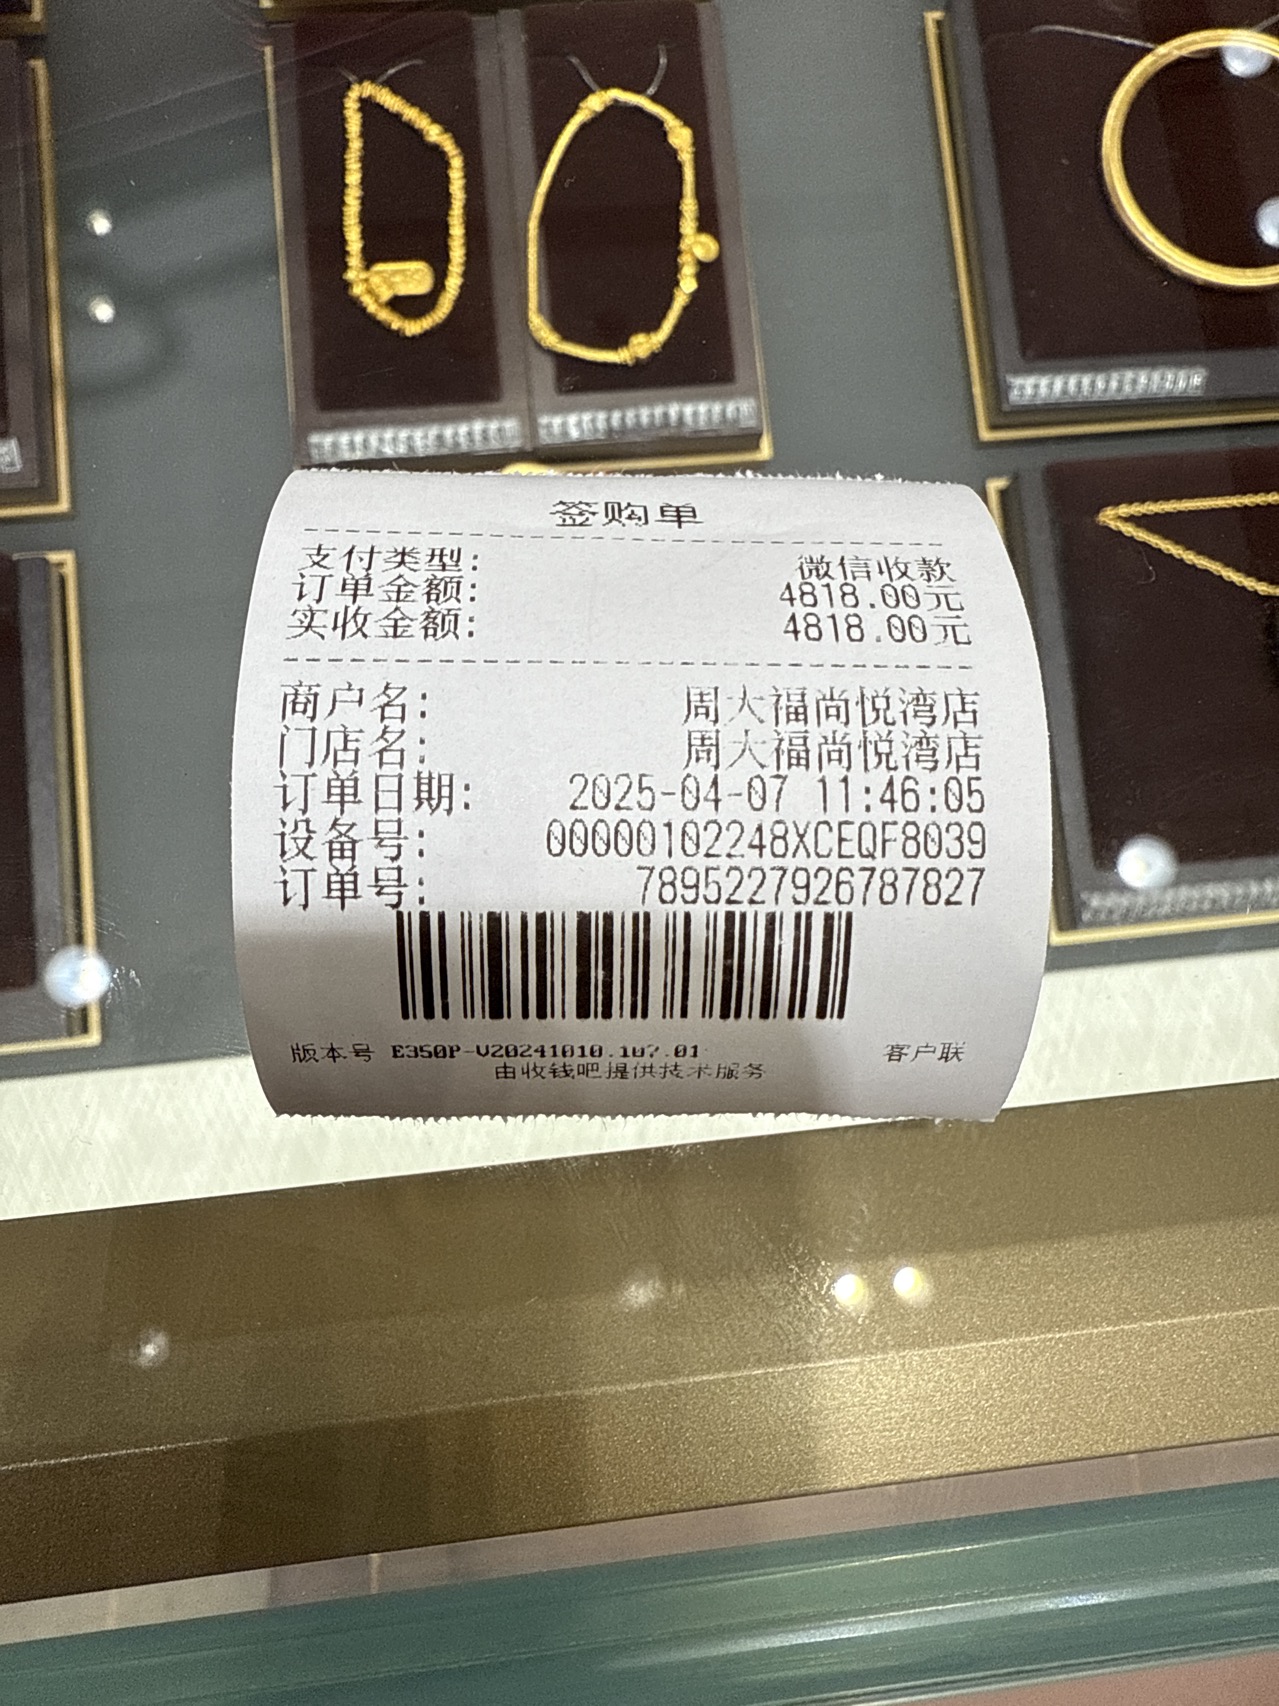 签购单
支付类型: 微信收款
订单金额: 4818.00元
实收金额: 4818.00元
商户名: 周大福尚悦湾店
门店名: 周大福尚悦湾店
订单日期: 2025-04-07 11:46:05
设备号: 00000102248XCEQF8039
订单号: 7895227926787827
版本号 E350P-V20241010.107.01 客户联
由收钱吧提供技术服务